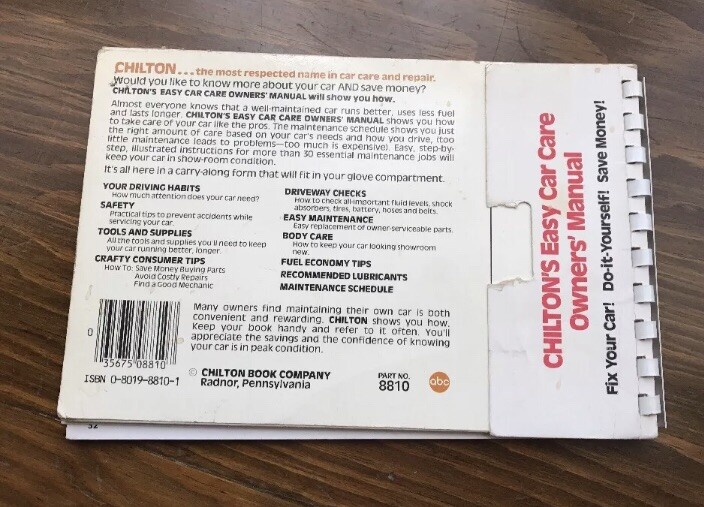 CHILTON...the most respected name in car care and repair.
Would you like to know more about your car AND save money?
CHILTON'S EASY CAR CARE OWNERS' MANUAL will show you how.
Almost everyone knows that a well-maintained car runs better, uses less fuel
and lasts longer. CHILTON'S EASY CAR CARE OWNERS' MANUAL shows you how
to take care of your car like the pros. The maintenance schedule shows you just
the right amount of care based on your car's needs and how you drive, (too
little maintenance leads to problems—too much is expensive). Easy, step-by-
step, illustrated instructions for more than 30 essential maintenance jobs will
keep your car in show-room condition.
It's all here in a carry-along form that will fit in your glove compartment.
YOUR DRIVING HABITS
How much attention does your car need?
SAFETY
Practical tips to prevent accidents while
servicing your car.
TOOLS AND SUPPLIES
All the tools and supplies you'll need to keep
your car running better, longer.
CRAFTY CONSUMER TIPS
How To: Save Money Buying Parts
Avoid Costly Repairs
Find a Good Mechanic
DRIVEWAY CHECKS
How to check all-important fluid levels, shock
absorbers, tires, battery, hoses and belts.
EASY MAINTENANCE
Easy replacement of owner-serviceable parts.
BODY CARE
How to keep your car looking showroom
new.
FUEL ECONOMY TIPS
RECOMMENDED LUBRICANTS
MAINTENANCE SCHEDULE
Many owners find maintaining their own car is both
convenient and rewarding. CHILTON shows you how.
Keep your book handy and refer to it often. You'll
appreciate the savings and the confidence of knowing
your car is in peak condition.
0
35675 08810
ISBN 0-8019-8810-1
© CHILTON BOOK COMPANY
Radnor, Pennsylvania
PART NO.
8810
abc
CHILTON'S Easy Car Care
Owners' Manual
Fix Your Car! Do-it-Yourself! Save Money!
32